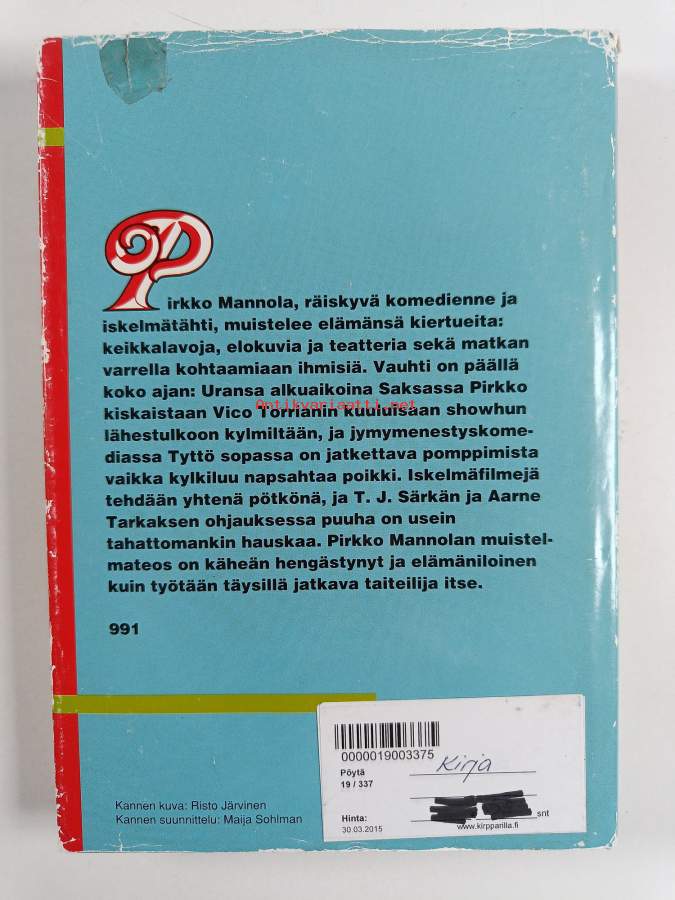 Pirkko Mannola, räiskyvä komedienne ja
iskelmätähti, muistelee elämänsä kiertueita:
keikkalavoja, elokuvia ja teatteria sekä matkan
varrella kohtaamiaan ihmisiä. Vauhti on päällä
koko ajan: Uransa alkuaikoina Saksassa Pirkko
Antikvariaatti.net
kiskaistaan Vico Torrianin kuuluisaan showhun
lähestulkoon kylmiltään, ja jymymenestyskome-
diassa Tyttö sopassa on jatkettava pomppimista
vaikka kylkiluu napsahtaa poikki. Iskelmäfilmejä
tehdään yhtenä pötkönä, ja T. J. Särkän ja Aarne
Tarkaksen ohjauksessa puuha on usein
tahattomankin hauskaa. Pirkko Mannolan muistel-
mateos on käheän hengästynyt ja elämäniloinen
kuin työtään täysillä jatkava taiteilija itse.
991
0000019003375
Pöytä
19 / 337
Kirja
Hinta:
snt
30.03.2015
www.kirpparilla.fi
Kannen kuva: Risto Järvinen
Kannen suunnittelu: Maija Sohlman